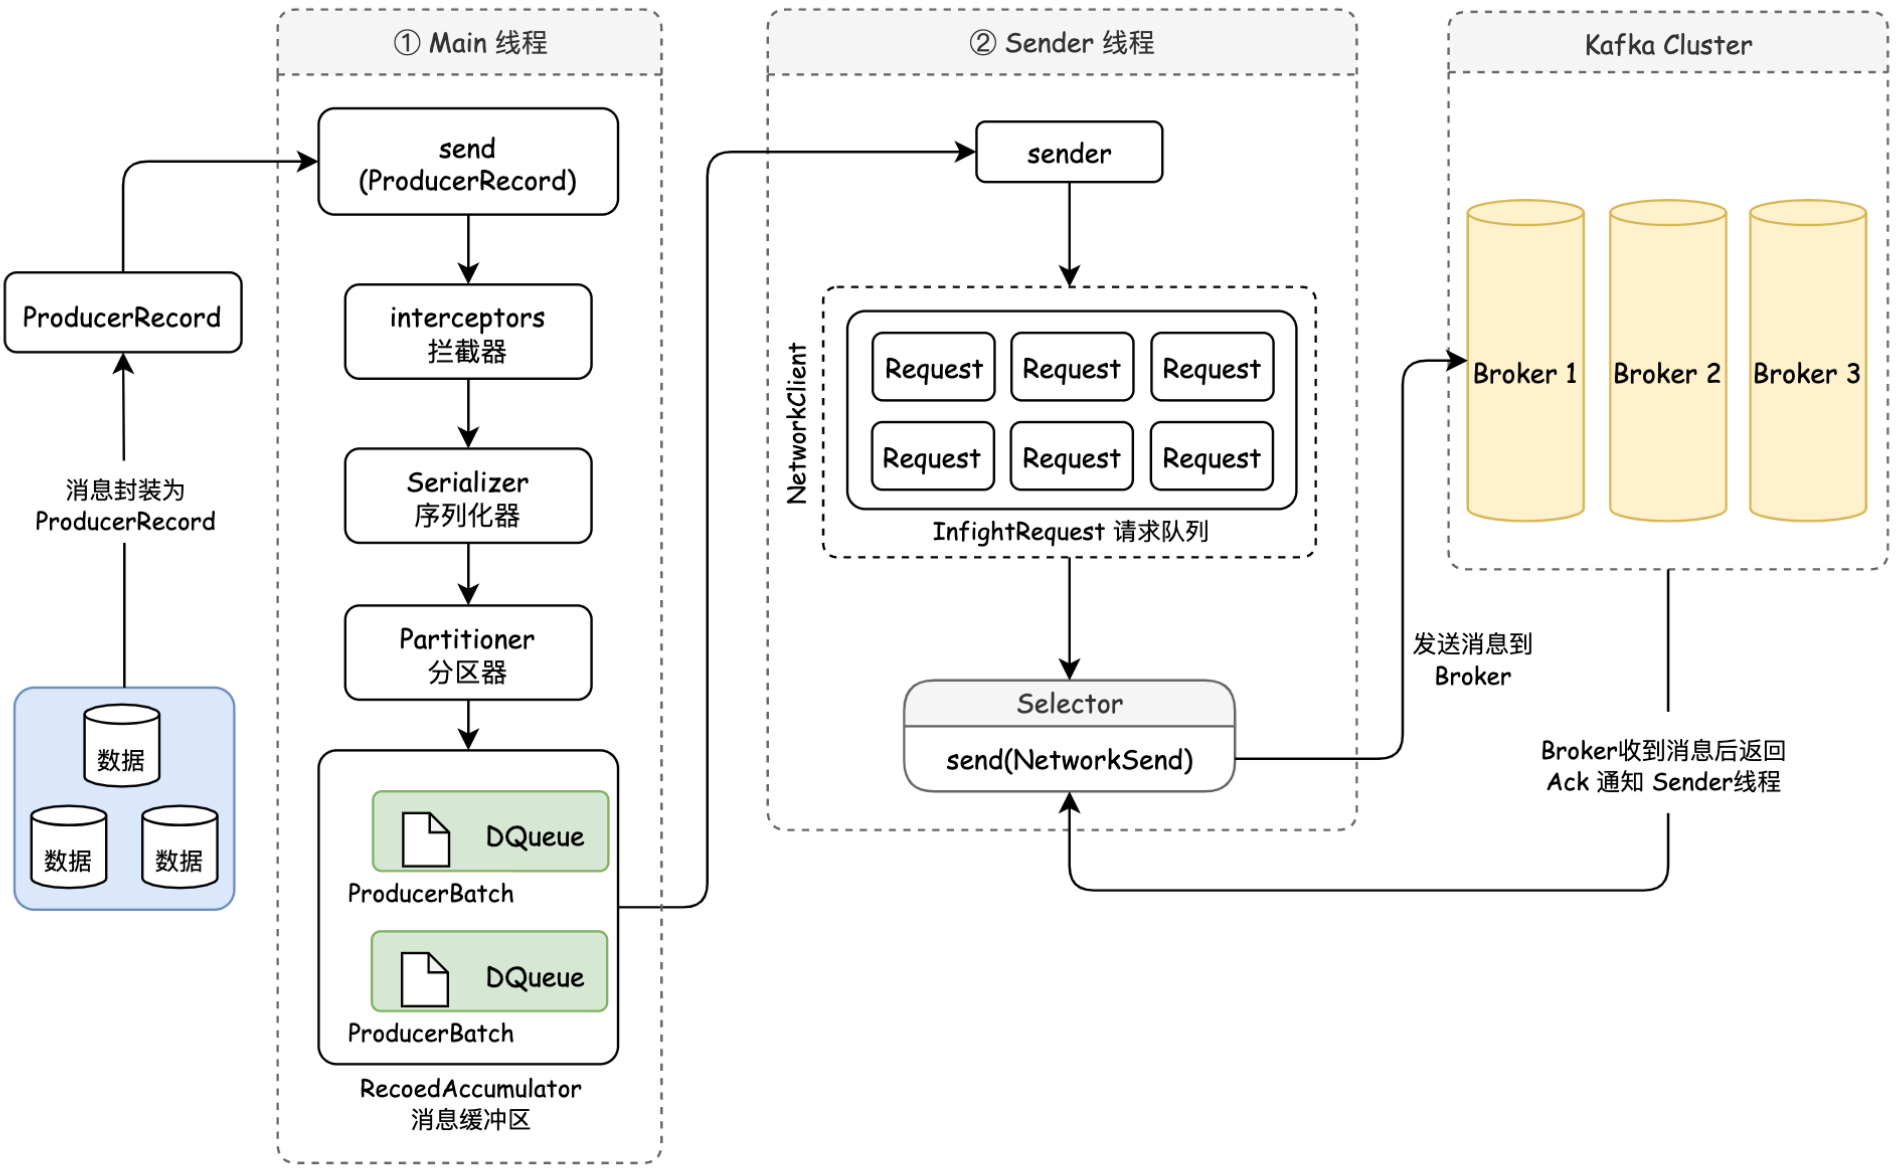 ① Main 线程
send
(ProducerRecord)
interceptors
拦截器
Serializer
序列化器
Partitioner
分区器
DQueue
ProducerBatch
DQueue
ProducerBatch
RecoedAccumulator
消息缓冲区
ProducerRecord
消息封装为
ProducerRecord
数据
数据
数据
② Sender 线程
sender
NetworkClient
Request
Request
Request
Request
Request
Request
InfightRequest 请求队列
Selector
send(NetworkSend)
Kafka Cluster
Broker 1
Broker 2
Broker 3
发送消息到
Broker
Broker收到消息后返回
Ack 通知 Sender线程